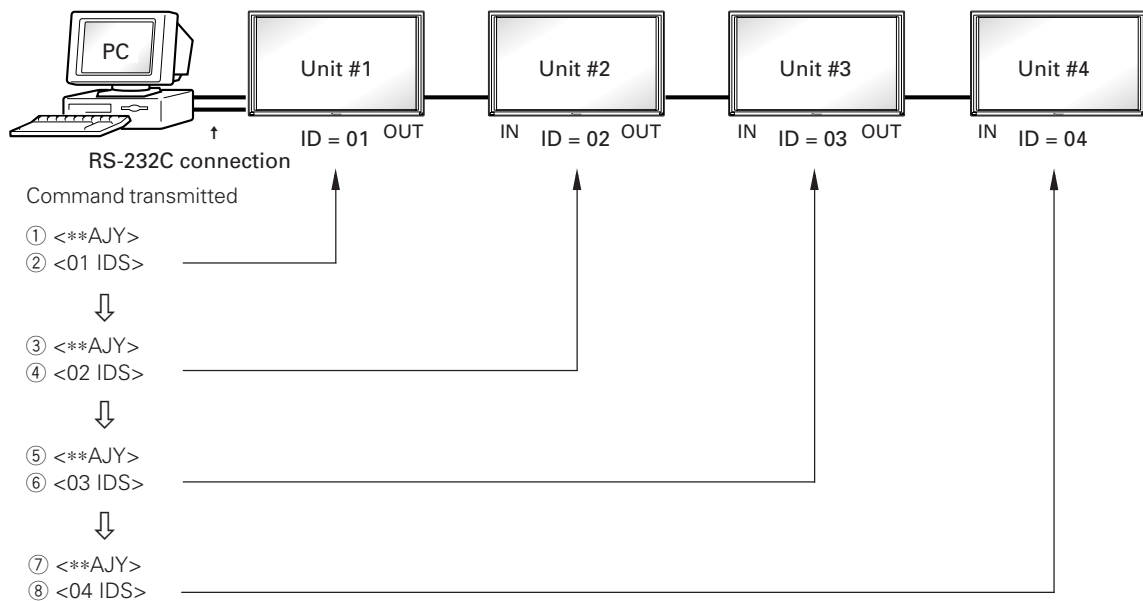 PC
Unit #1
Unit #2
Unit #3
Unit #4
ID = 01 OUT
IN ID = 02 OUT
IN ID = 03 OUT
IN ID = 04
RS-232C connection
Command transmitted
① <**AJY>
② <01 IDS>
③ <**AJY>
④ <02 IDS>
⑤ <**AJY>
⑥ <03 IDS>
⑦ <**AJY>
⑧ <04 IDS>